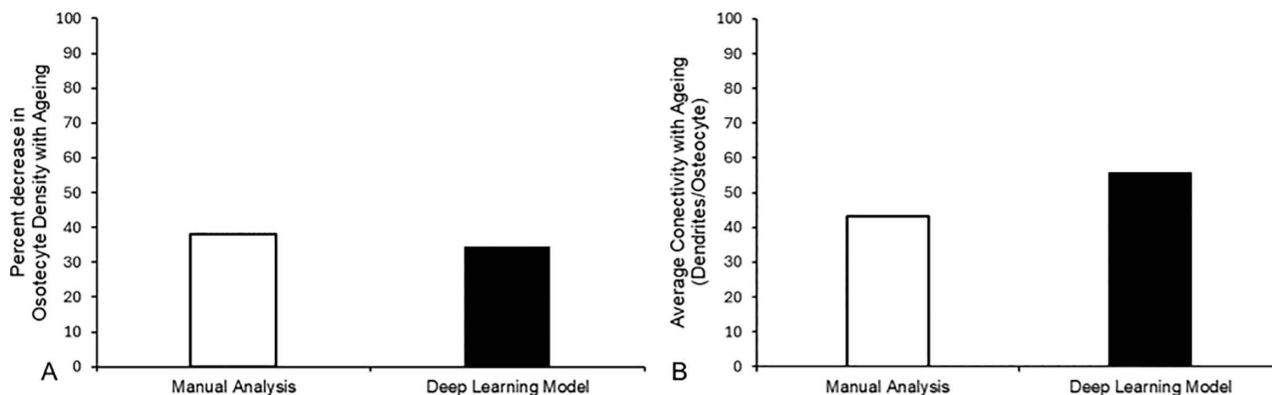 Percent decrease in
Osotecyte Density with Ageing
100
90
80
70
60
50
40
30
20
10
0
A
Manual Analysis
Deep Learning Model
Average Conectivity with Ageing
(Dendrites/Osteocyte)
100
90
80
70
60
50
40
30
20
10
0
B
Manual Analysis
Deep Learning Model